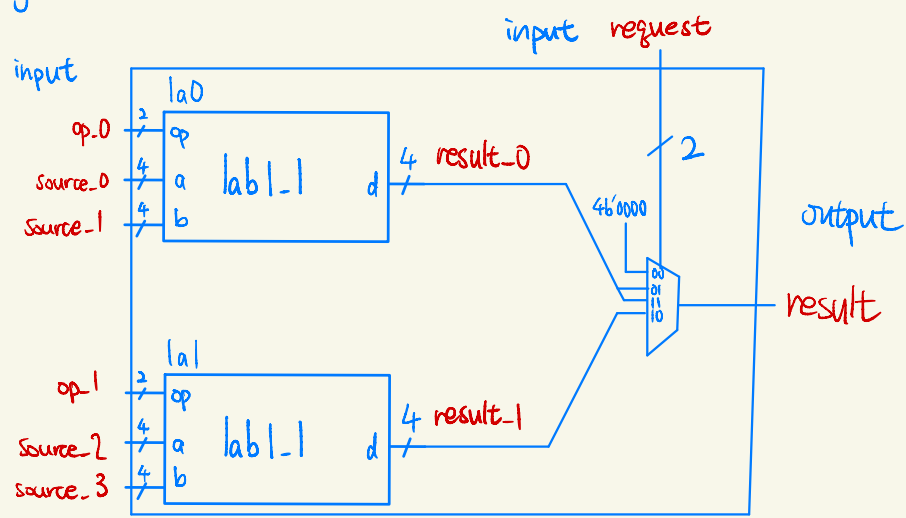 input request
input
la0
op_0 2 op
source_0 4 a
source_1 4 b
lab1_1
d 4 result_0
2
4b'0000
00
01
11
10
output
result
la1
op_1 2 op
source_2 4 a
source_3 4 b
lab1_1
d 4 result_1